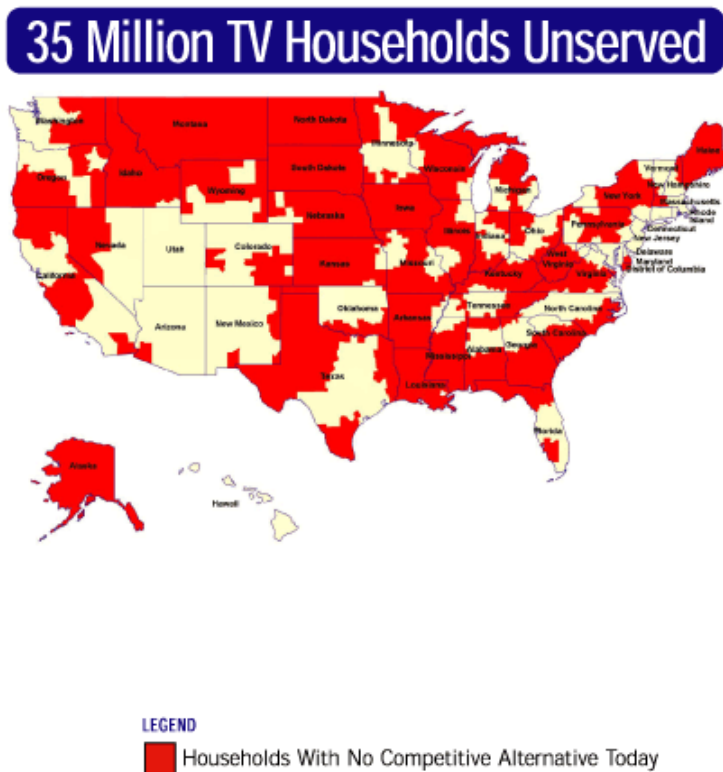 35 Million TV Households Unserved
Washington
Montana
North Dakota
Minnesota
Maine
Oregon
Idaho
South Dakota
Wisconsin
Michigan
Vermont
New Hampshire
Wyoming
New York
Massachusetts
Rhode Island
Nebraska
Iowa
Connecticut
New Jersey
Nevada
Utah
Colorado
Illinois
Indiana
Ohio
Pennsylvania
Delaware
Maryland
District of Columbia
California
Kansas
Missouri
Kentucky
West Virginia
Virginia
Arizona
New Mexico
Oklahoma
Arkansas
Tennessee
North Carolina
South Carolina
Texas
Louisiana
Mississippi
Alabama
Georgia
Florida
Alaska
Hawaii
LEGEND
Households With No Competitive Alternative Today